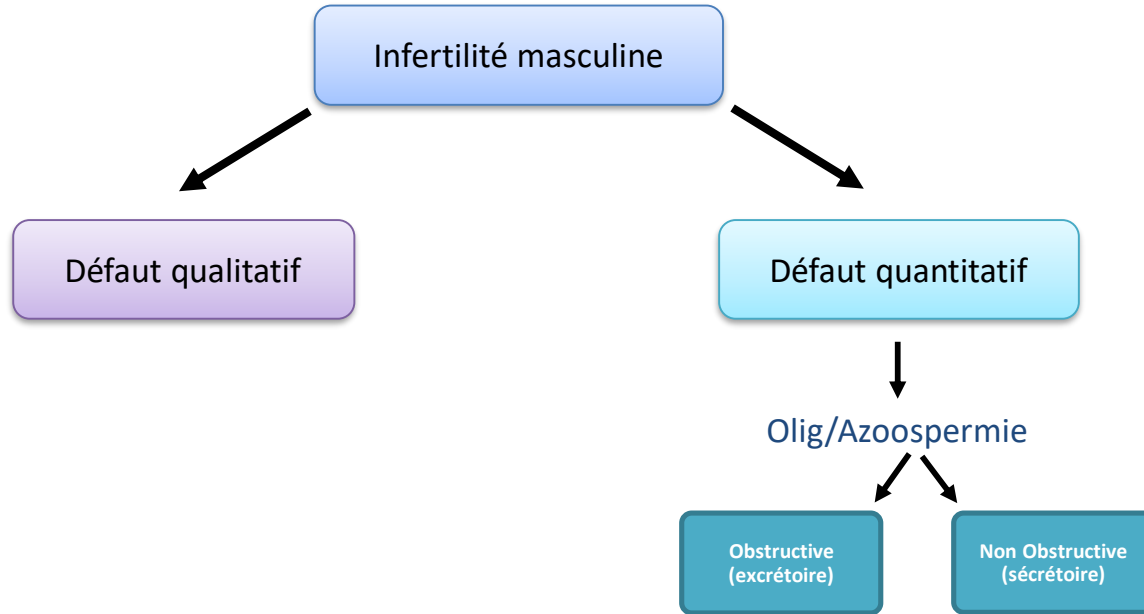 Infertilité masculine
Défaut qualitatif
Défaut quantitatif
Olig/Azoospermie
Obstructive
(excrétoire)
Non Obstructive
(sécrétoire)